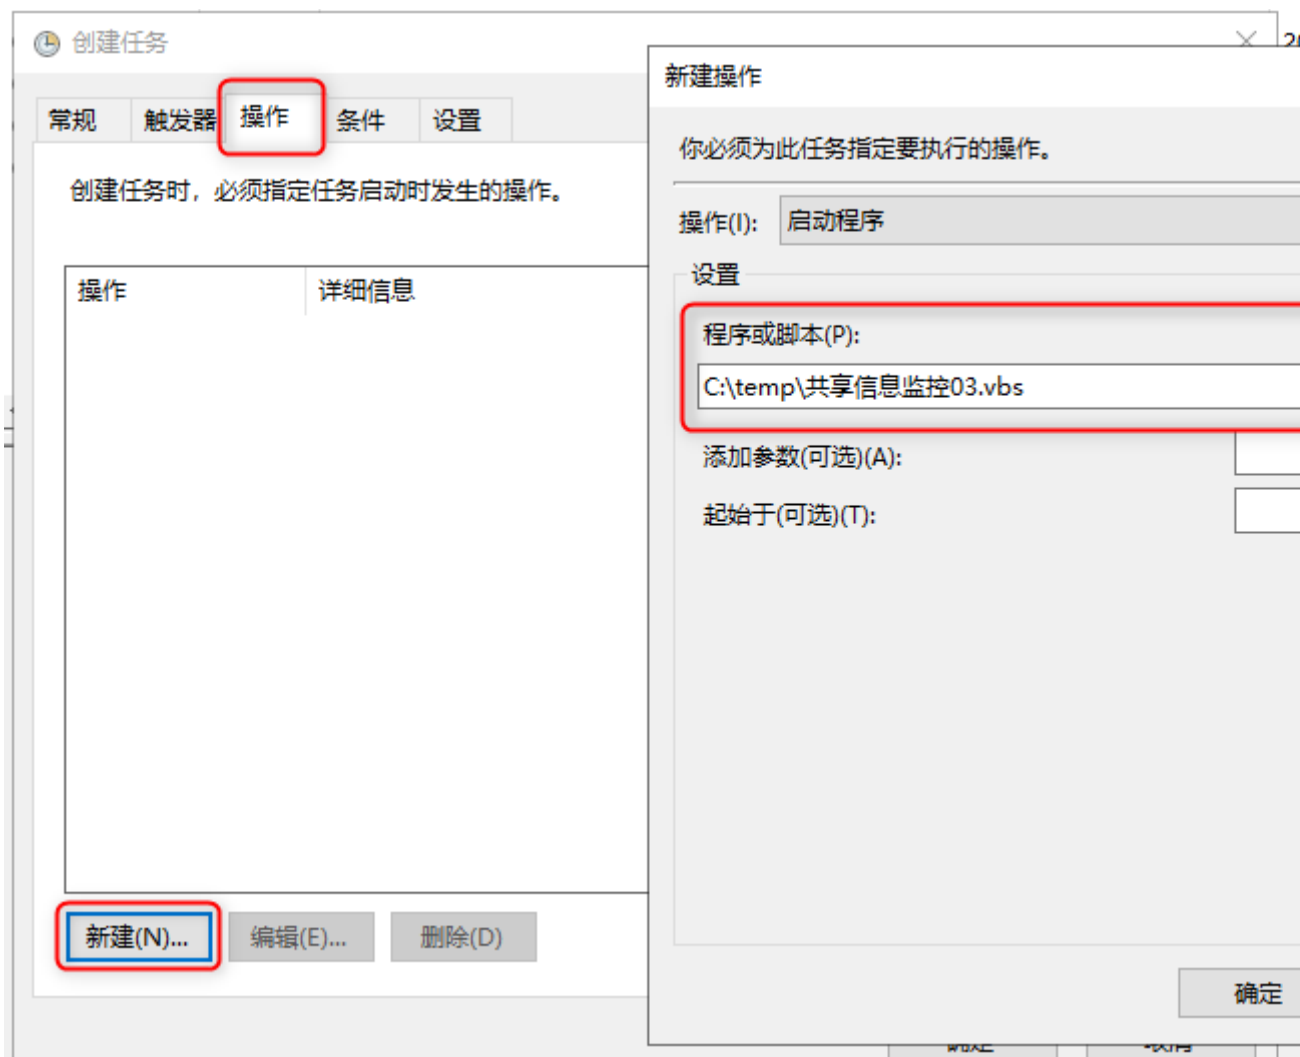 创建任务
常规 触发器 操作 条件 设置
创建任务时，必须指定任务启动时发生的操作。
操作 详细信息
新建(N)... 编辑(E)... 删除(D)
新建操作
你必须为此任务指定要执行的操作。
操作(I): 启动程序
设置
程序或脚本(P):
C:\temp\共享信息监控03.vbs
添加参数(可选)(A):
起始于(可选)(T):
确定